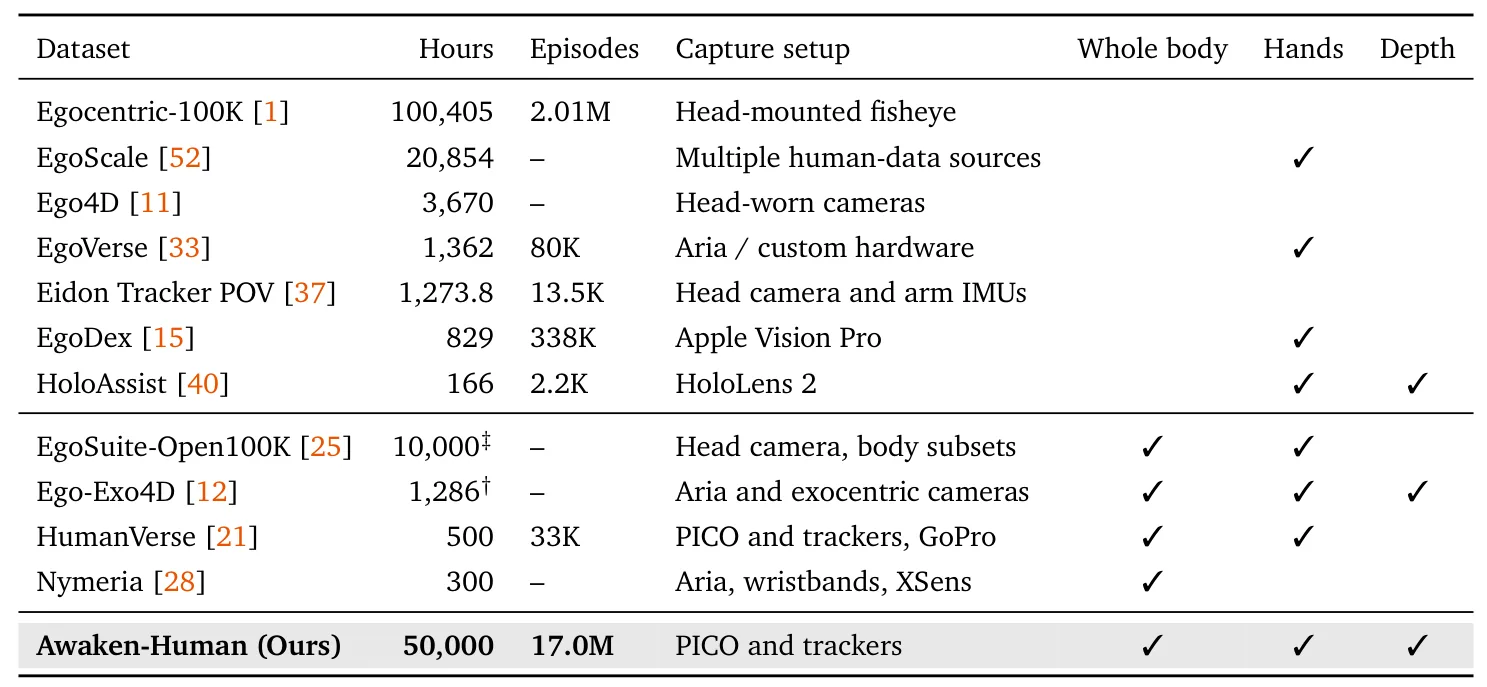 Dataset Hours Episodes Capture setup Whole body Hands Depth
Egocentric-100K [1] 100,405 2.01M Head-mounted fisheye
EgoScale [52] 20,854 – Multiple human-data sources ✓
Ego4D [11] 3,670 – Head-worn cameras
EgoVerse [33] 1,362 80K Aria / custom hardware ✓
Eidon Tracker POV [37] 1,273.8 13.5K Head camera and arm IMUs
EgoDex [15] 829 338K Apple Vision Pro ✓
HoloAssist [40] 166 2.2K HoloLens 2 ✓ ✓
EgoSuite-Open100K [25] 10,000‡ – Head camera, body subsets ✓ ✓
Ego-Exo4D [12] 1,286† – Aria and exocentric cameras ✓ ✓ ✓
HumanVerse [21] 500 33K PICO and trackers, GoPro ✓ ✓
Nymeria [28] 300 – Aria, wristbands, XSens ✓
Awaken-Human (Ours) 50,000 17.0M PICO and trackers ✓ ✓ ✓